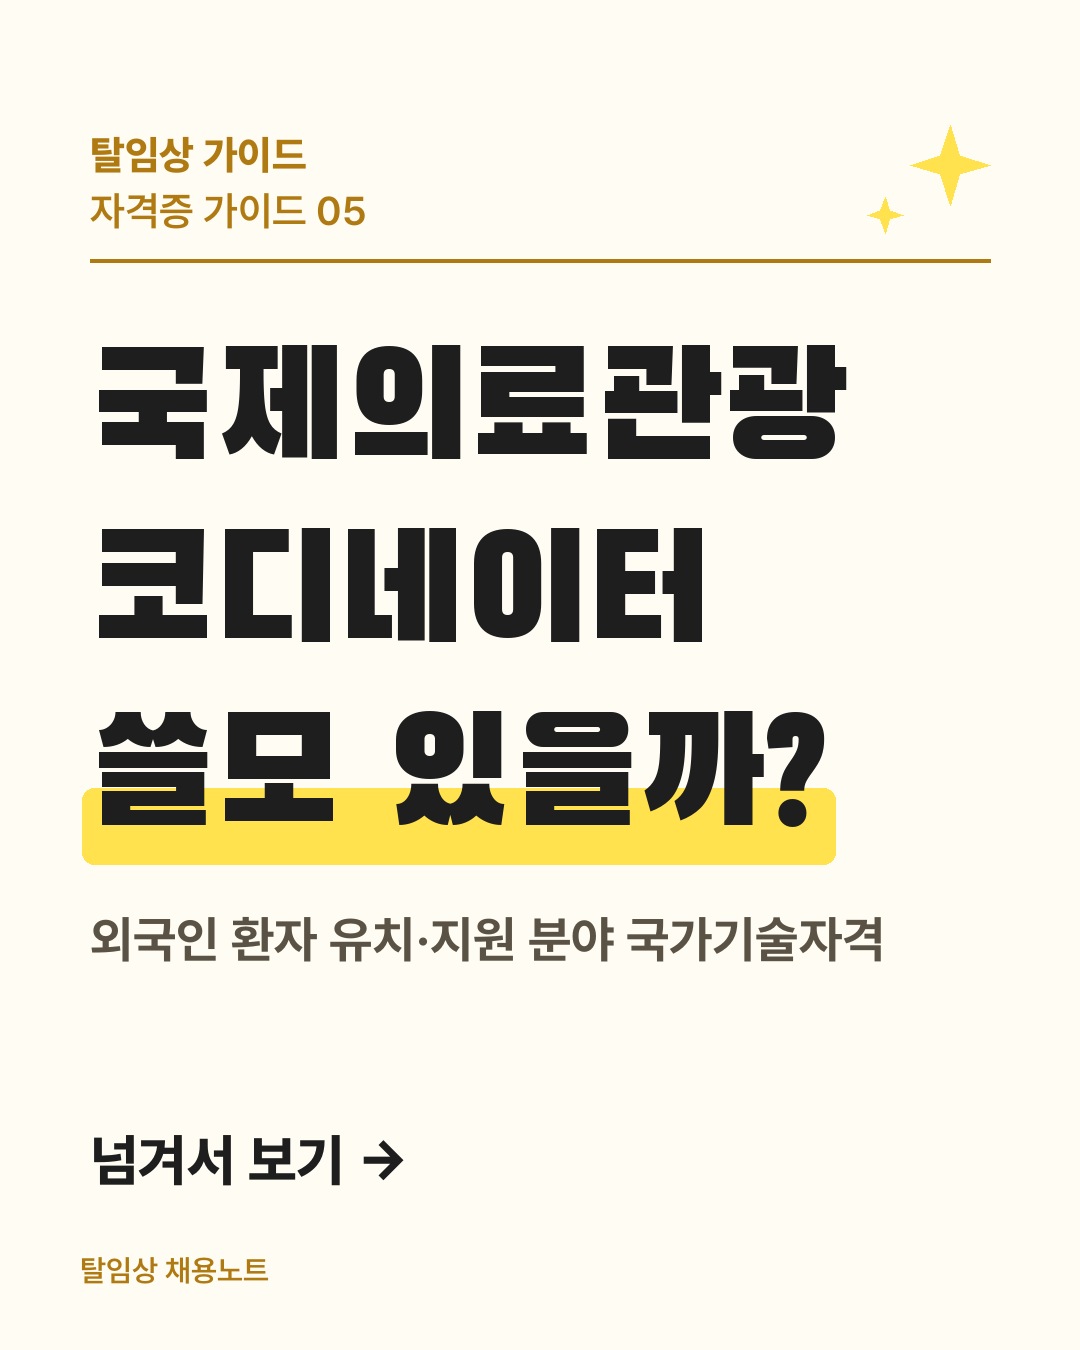 탈임상 가이드
자격증 가이드 05
국제의료관광
코디네이터
쓸모 있을까?
외국인 환자 유치·지원 분야 국가기술자격
넘겨서 보기 →
탈임상 채용노트